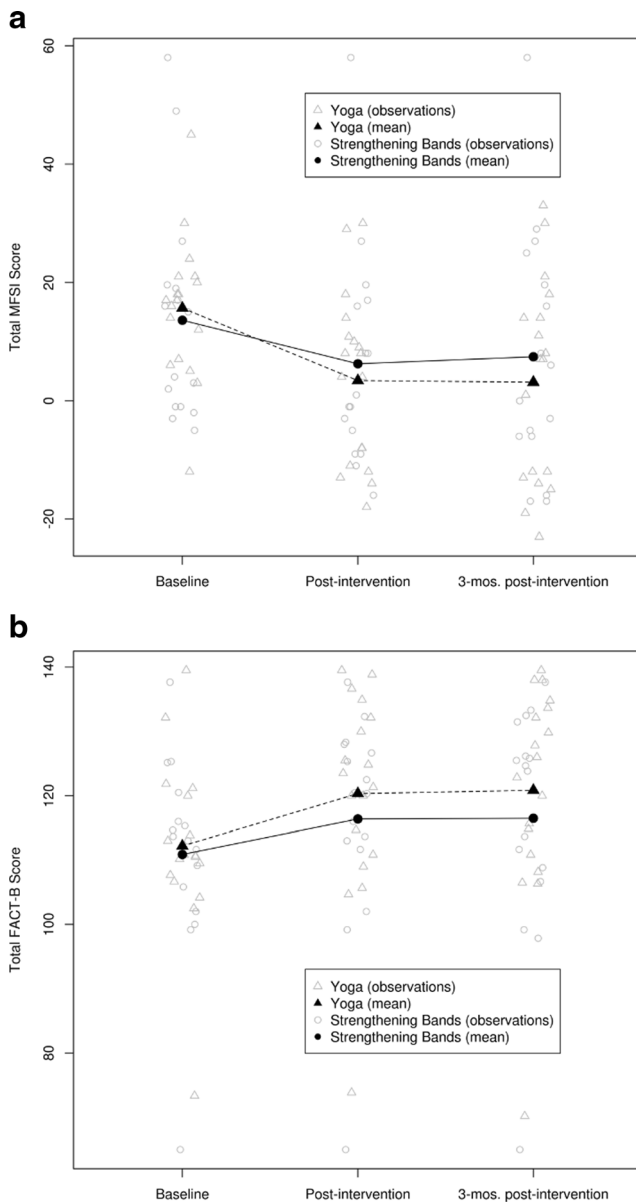 a
60
40
20
0
-20
Total MFSI Score
Yoga (observations)
Yoga (mean)
Strengthening Bands (observations)
Strengthening Bands (mean)
Baseline
Post-intervention
3-mos. post-intervention
b
140
120
100
80
Total FACT-B Score
Yoga (observations)
Yoga (mean)
Strengthening Bands (observations)
Strengthening Bands (mean)
Baseline
Post-intervention
3-mos. post-intervention